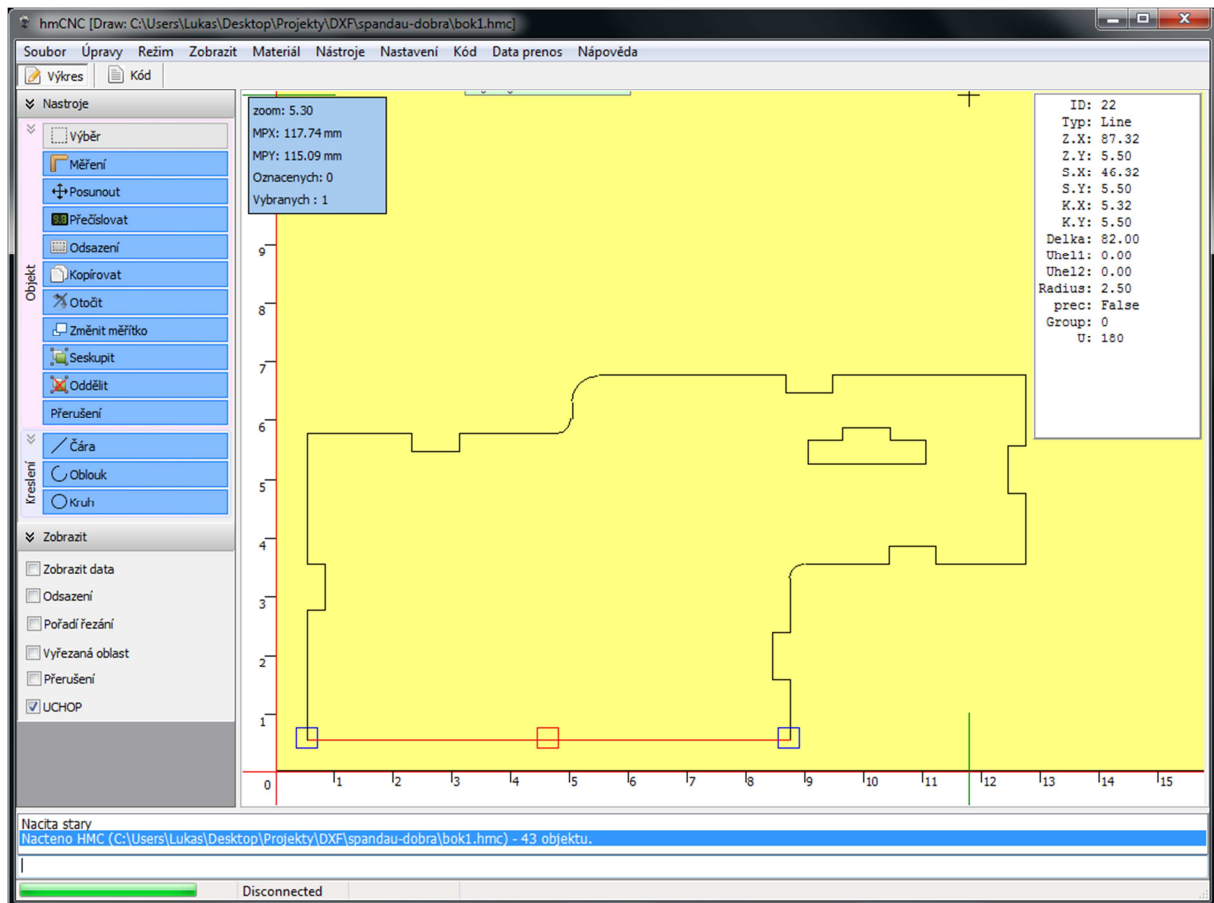 hmCNC [Draw: C:\Users\Lukas\Desktop\Projekty\DXF\spandau-dobra\bok1.hmc]
Soubor Úpravy Režim Zobrazit Materiál Nástroje Nastavení Kód Data prenos Nápověda
Výkres Kód
Nastroje
Objekt
Výběr
Měření
Posunout
Přečíslovat
Odsazení
Kopírovat
Otočit
Změnit měřítko
Seskupit
Oddělit
Přerušení
Kreslení
Čára
Oblouk
Kruh
Zobrazit
Zobrazit data
Odsazení
Pořadí řezání
Vyřezaná oblast
Přerušení
UCHOP
zoom: 5.30
MPX: 117.74 mm
MPY: 115.09 mm
Oznacenych: 0
Vybranych : 1
9
8
7
6
5
4
3
2
1
0 1 2 3 4 5 6 7 8 9 10 11 12 13 14 15
ID: 22
Typ: Line
Z.X: 87.32
Z.Y: 5.50
S.X: 46.32
S.Y: 5.50
K.X: 5.32
K.Y: 5.50
Delka: 82.00
Uhel1: 0.00
Uhel2: 0.00
Radius: 2.50
prec: False
Group: 0
U: 180
Nacita stary
Nacteno HMC (C:\Users\Lukas\Desktop\Projekty\DXF\spandau-dobra\bok1.hmc) - 43 objektu.
Disconnected